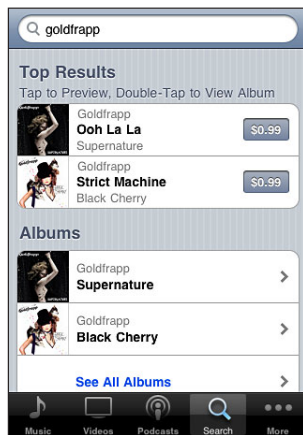 goldfrapp
Top Results
Tap to Preview, Double-Tap to View Album
Goldfrapp
Ooh La La
$0.99
Supernature
Goldfrapp
Strict Machine
$0.99
Black Cherry
Albums
Goldfrapp
Supernature
Goldfrapp
Black Cherry
See All Albums
Music Videos Podcasts Search More